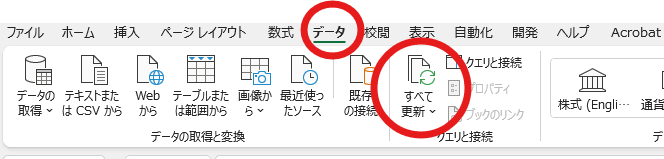 ファイル ホーム 挿入 ページ レイアウト 数式 データ 校閲 表示 自動化 開発 ヘルプ Acrobat
データの
取得
テキストまた
は CSV から
Web
から
テーブルまた
は範囲から
画像か
ら
最近使っ
たソース
既存
の接続
すべて
更新
クエリと接続
プロパティ
ブックのリンク
株式 (Engli…
通貨
データの取得と変換
クエリと接続